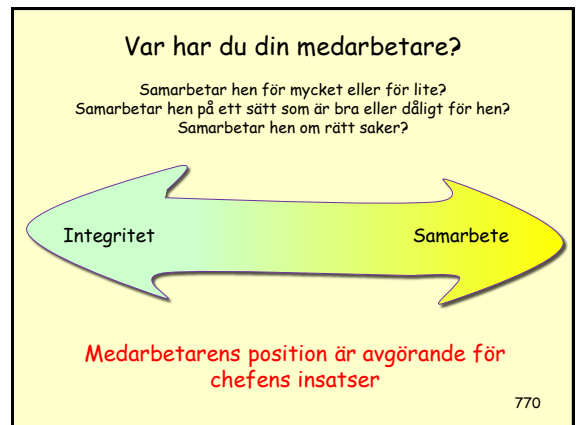 Var har du din medarbetare?
Samarbetar hen för mycket eller för lite?
Samarbetar hen på ett sätt som är bra eller dåligt för hen?
Samarbetar hen om rätt saker?
Integritet
Samarbete
Medarbetarens position är avgörande för
chefens insatser
770